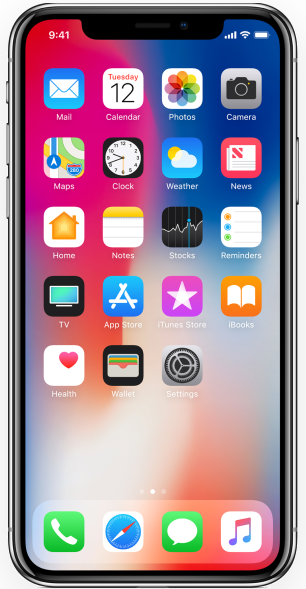 9:41
Tuesday
12
Mail
Calendar
Photos
Camera
280
Maps
Clock
Weather
News
Home
Notes
Stocks
Reminders
TV
App Store
iTunes Store
iBooks
Health
Wallet
Settings